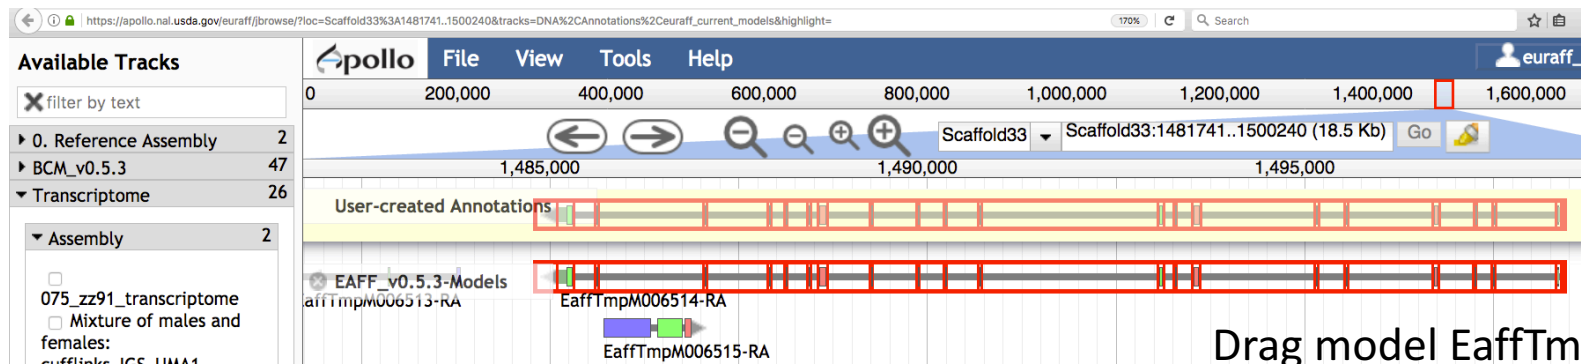 https://apollo.nal.usda.gov/euraff/jbrowse/?loc=Scaffold33%3A1481741..1500240&tracks=DNA%2CAnnotations%2Ceuraff_current_models&highlight=
170%
Search
Available Tracks
Apollo File View Tools Help
euraff_
filter by text
0 200,000 400,000 600,000 800,000 1,000,000 1,200,000 1,400,000 1,600,000
0. Reference Assembly 2
Scaffold33 Scaffold33:1481741..1500240 (18.5 Kb) Go
BCM_v0.5.3 47
1,485,000 1,490,000 1,495,000
Transcriptome 26
User-created Annotations
Assembly 2
EAFF_v0.5.3-Models
075_zz91_transcriptome
EaffTmpM006514-RA
Mixture of males and
females:
EaffTmpM006515-RA
Drag model EaffTm